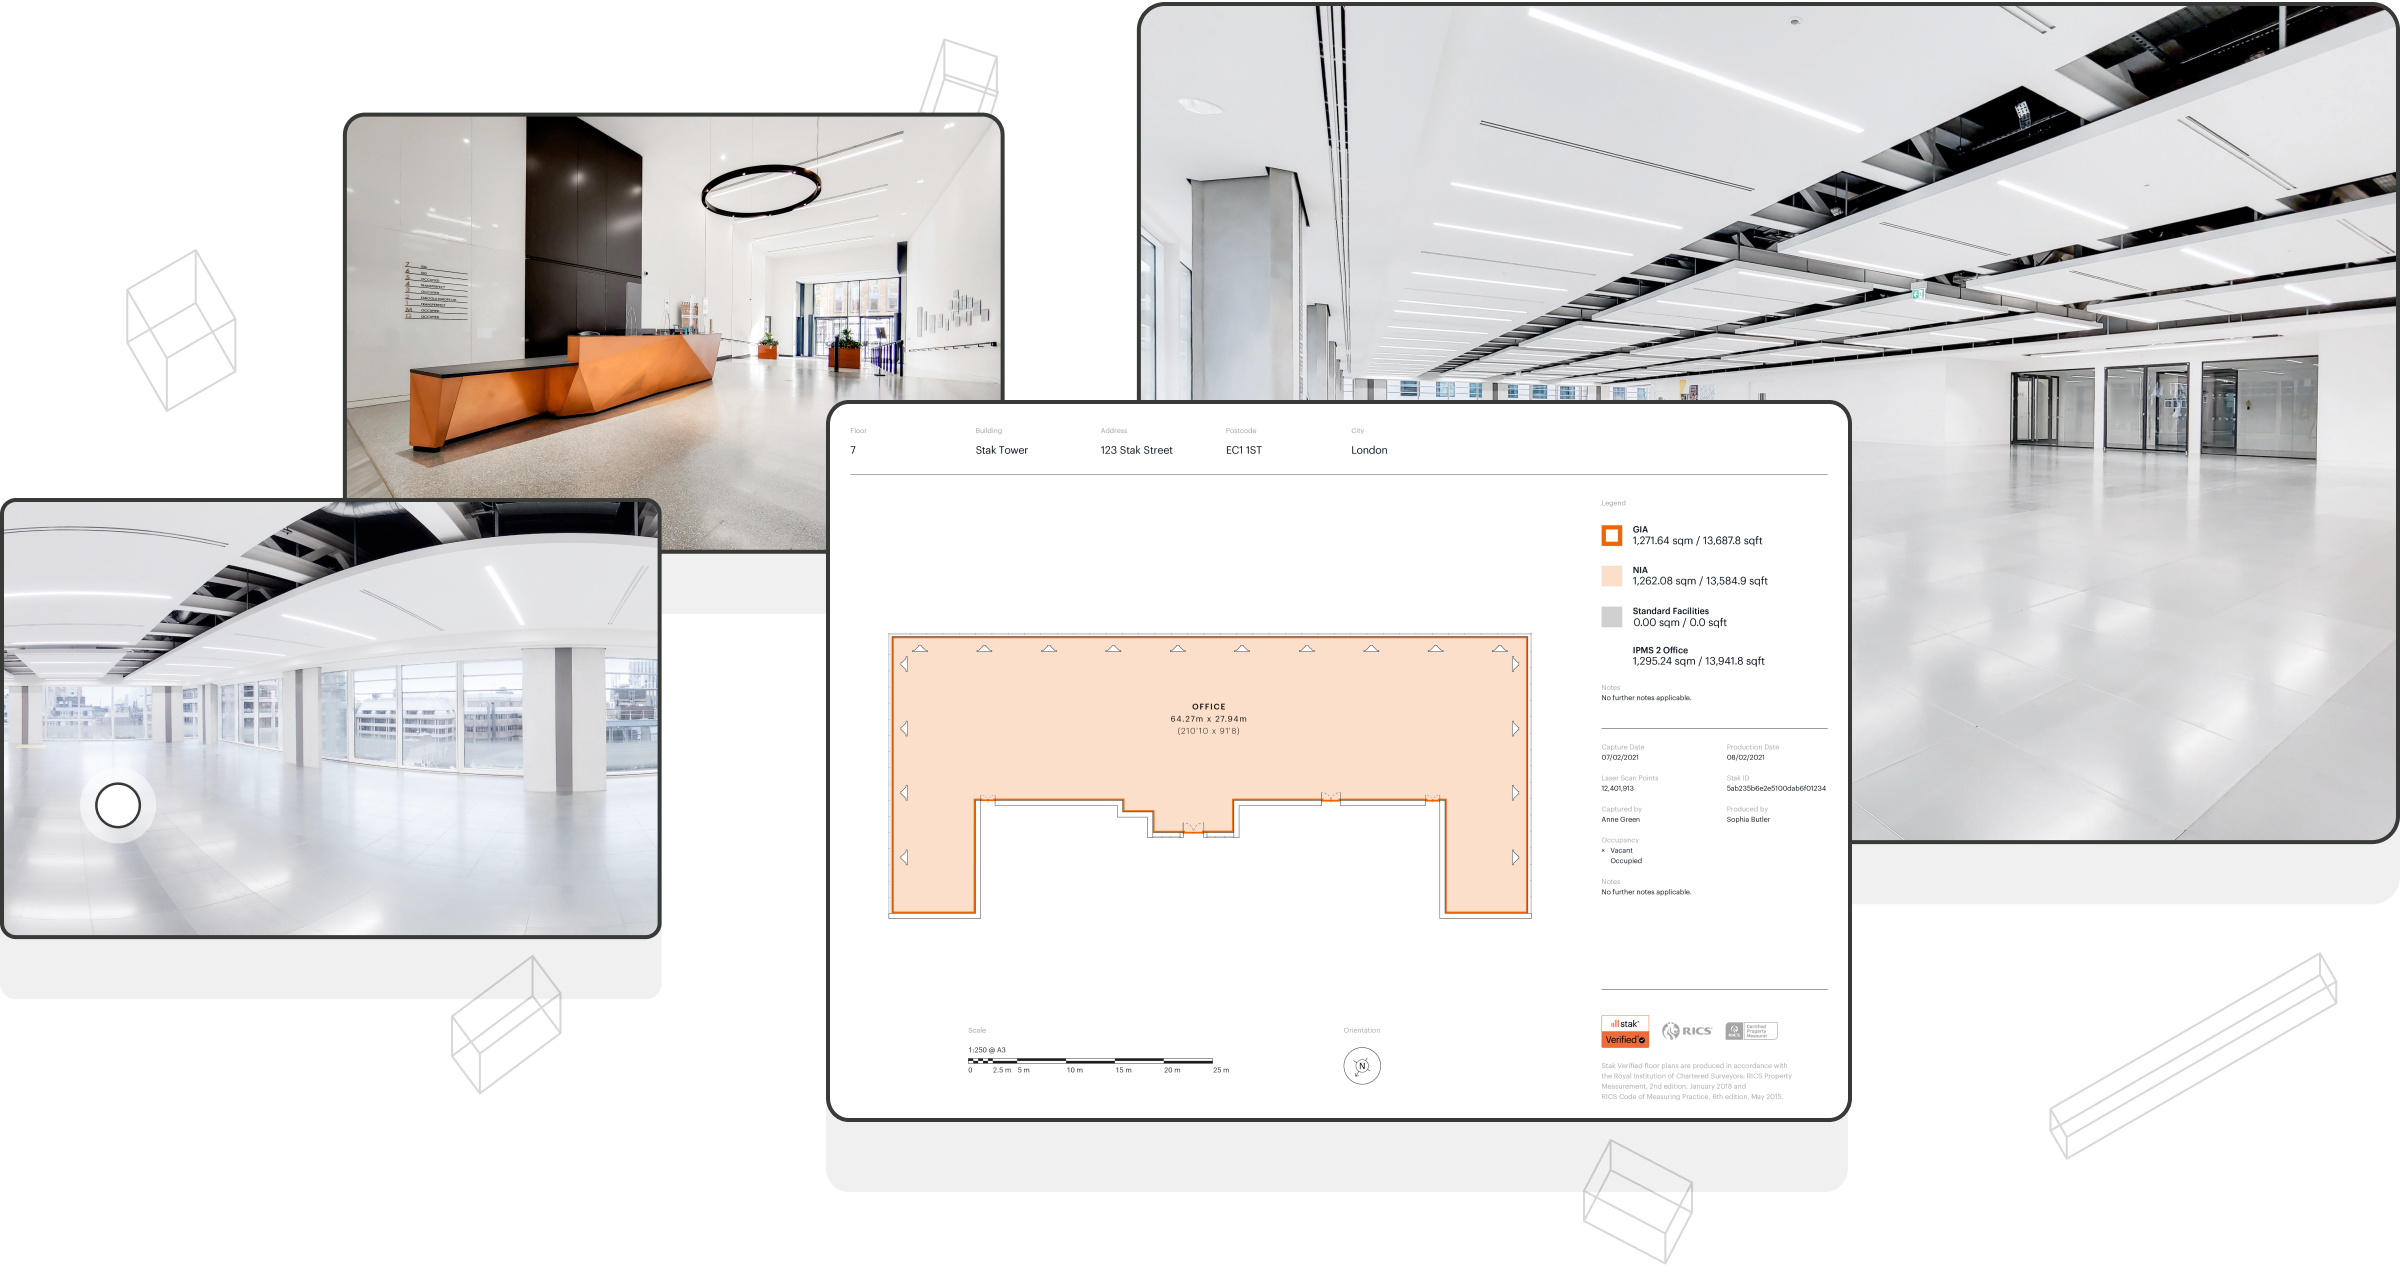 Floor
Building
Address
Postcode
City
7
Stak Tower
123 Stak Street
EC1 1ST
London
Legend
GIA
1,271.64 sqm / 13,687.8 sqft
NIA
1,262.08 sqm / 13,584.9 sqft
Standard Facilities
0.00 sqm / 0.0 sqft
IPMS 2 Office
1,295.24 sqm / 13,941.8 sqft
Notes
No further notes applicable.
OFFICE
64.27m x 27.94m
(210'10 x 91'8)
Capture Date
Production Date
07/02/2021
08/02/2021
Laser Scan Points
Stak ID
12,401,913
5ab235b6e2e5100dab6f01234
Captured by
Produced by
Anne Green
Sophia Butler
Occupancy
× Vacant
Occupied
Notes
No further notes applicable.
Scale
1:250 @ A3
0 2.5 m 5 m 10 m 15 m 20 m 25 m
Orientation
N
stak
Verified
RICS
RICS
Certified
Property
Measurer
Stak Verified floor plans are produced in accordance with
the Royal Institution of Chartered Surveyors: RICS Property
Measurement, 2nd edition, January 2018 and
RICS Code of Measuring Practice, 6th edition, May 2015.